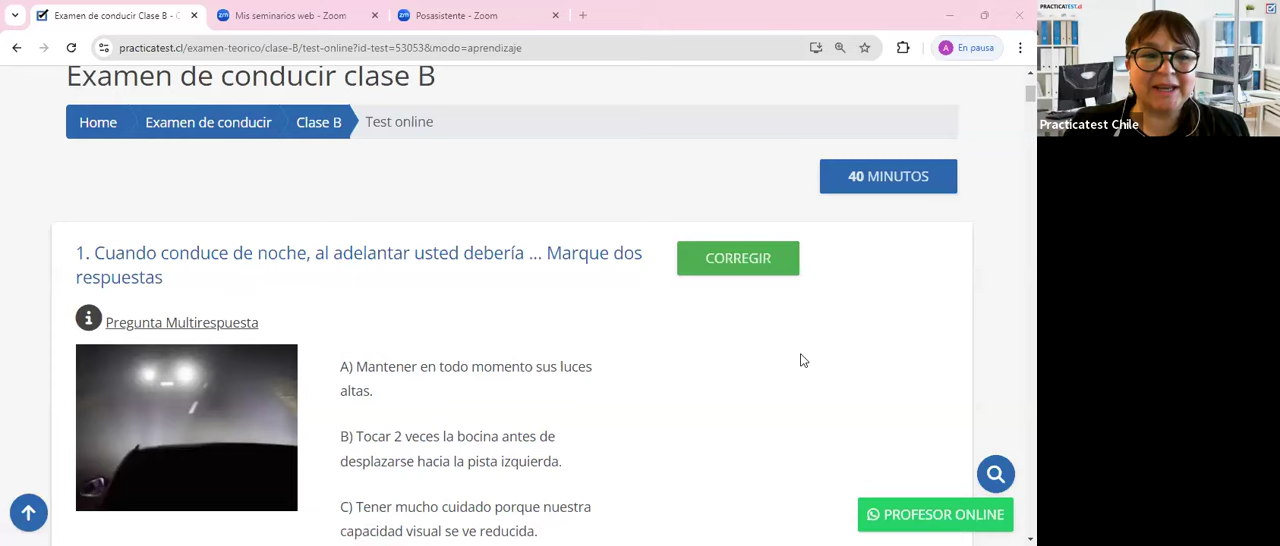 Examen de conducir Clase B - C
Mis seminarios web - Zoom
Posasistente - Zoom
practicatest.cl/examen-teorico/clase-B/test-online?id-test=53053&modo=aprendizaje
A
En pausa
Examen de conducir clase B
Home
Examen de conducir
Clase B
Test online
40 MINUTOS
1. Cuando conduce de noche, al adelantar usted debería ... Marque dos
respuestas
CORREGIR
Pregunta Multirespuesta
A) Mantener en todo momento sus luces
altas.
B) Tocar 2 veces la bocina antes de
desplazarse hacia la pista izquierda.
C) Tener mucho cuidado porque nuestra
capacidad visual se ve reducida.
PROFESOR ONLINE
PRACTICATEST.cl
Practicatest Chile